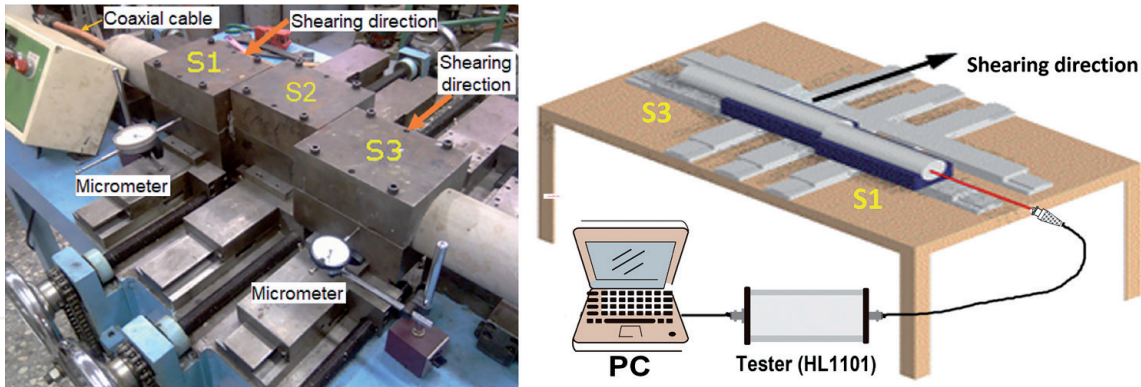 Coaxial cable
Shearing direction
S1
S2
Shearing
direction
S3
Micrometer
Micrometer
Shearing direction
S3
S1
PC
Tester (HL1101)